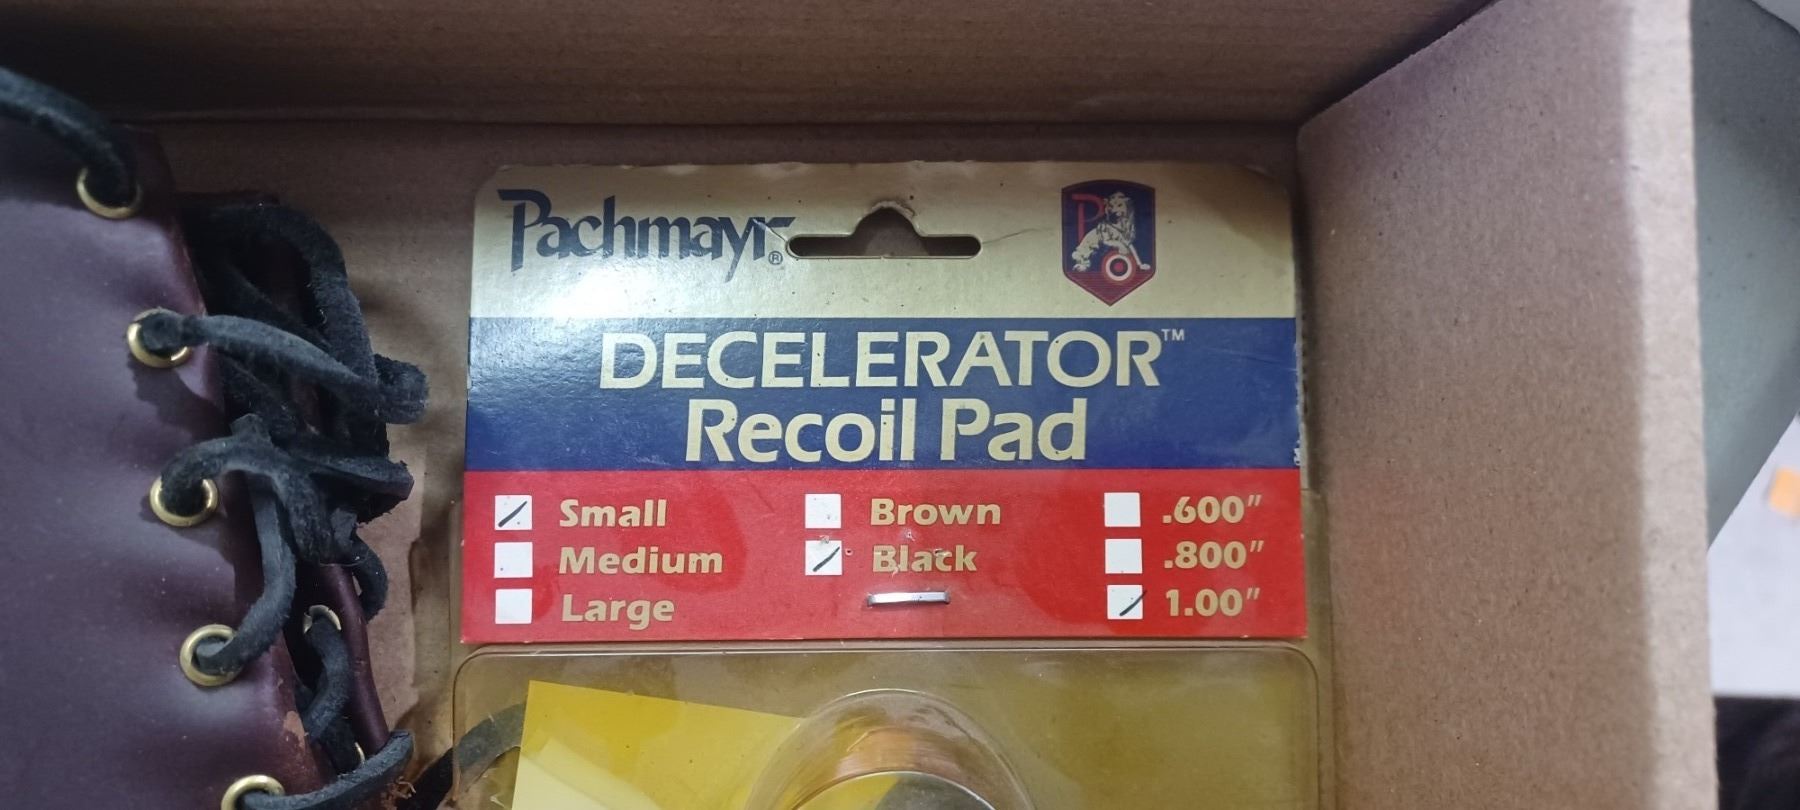 Pachmayr®
P
DECELERATOR™
Recoil Pad
Small Brown .600"
Medium Black .800"
Large 1.00"